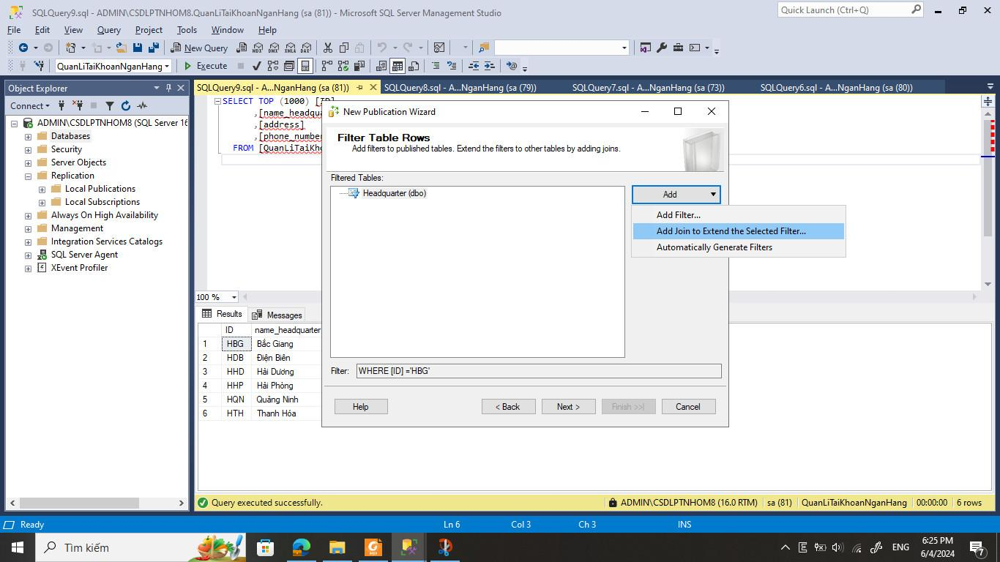 SQLQuery9.sql - ADMIN\CSDLPTNHOM8.QuanLiTaiKhoanNganHang (sa (81)) - Microsoft SQL Server Management Studio
Quick Launch (Ctrl+Q)
File Edit View Query Project Tools Window Help
New Query
MDX DMX XMLA DAX
QuanLiTaiKhoanNganHang
Execute
Object Explorer
SQLQuery9.sql - A...NganHang (sa (81))
SQLQuery8.sql - A...NganHang (sa (79))
SQLQuery7.sql - A...NganHang (sa (73))
SQLQuery6.sql - A...NganHang (sa (80))
Connect
ADMIN\CSDLPTNHOM8 (SQL Server 16
Databases
Security
Server Objects
Replication
Local Publications
Local Subscriptions
Always On High Availability
Management
Integration Services Catalogs
SQL Server Agent
XEvent Profiler
SELECT TOP (1000) [ID]
,[name_headqua
,[address]
,[phone_number
FROM [QuanLiTaiKho
New Publication Wizard
Filter Table Rows
Add filters to published tables. Extend the filters to other tables by adding joins.
Filtered Tables:
Headquarter (dbo)
Add
Add Filter...
Add Join to Extend the Selected Filter...
Automatically Generate Filters
Filter: WHERE [ID] ='HBG'
Help < Back Next > Finish >>| Cancel
100 %
Results Messages
ID name_headquarter
1 HBG Bắc Giang
2 HDB Điện Biên
3 HHD Hải Dương
4 HHP Hải Phòng
5 HQN Quảng Ninh
6 HTH Thanh Hóa
Query executed successfully.
ADMIN\CSDLPTNHOM8 (16.0 RTM) sa (81) QuanLiTaiKhoanNganHang 00:00:00 6 rows
Ready Ln 6 Col 3 Ch 3 INS
Tìm kiếm
ENG
6:25 PM
6/4/2024
7